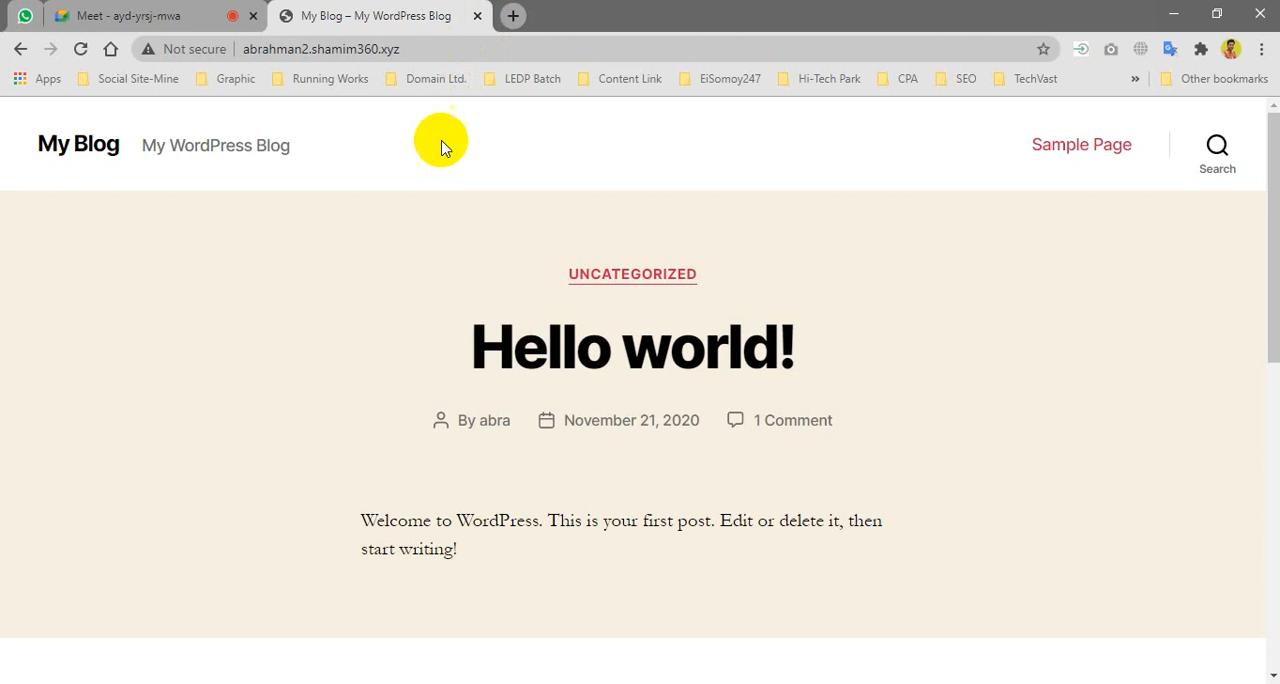 Meet - ayd-yrsj-mwa
My Blog – My WordPress Blog
Not secure abrahman2.shamim360.xyz
Apps Social Site-Mine Graphic Running Works Domain Ltd. LEDP Batch Content Link EiSomoy247 Hi-Tech Park CPA SEO TechVast » Other bookmarks
My Blog My WordPress Blog Sample Page
Search
UNCATEGORIZED
Hello world!
By abra November 21, 2020 1 Comment
Welcome to WordPress. This is your first post. Edit or delete it, then
start writing!